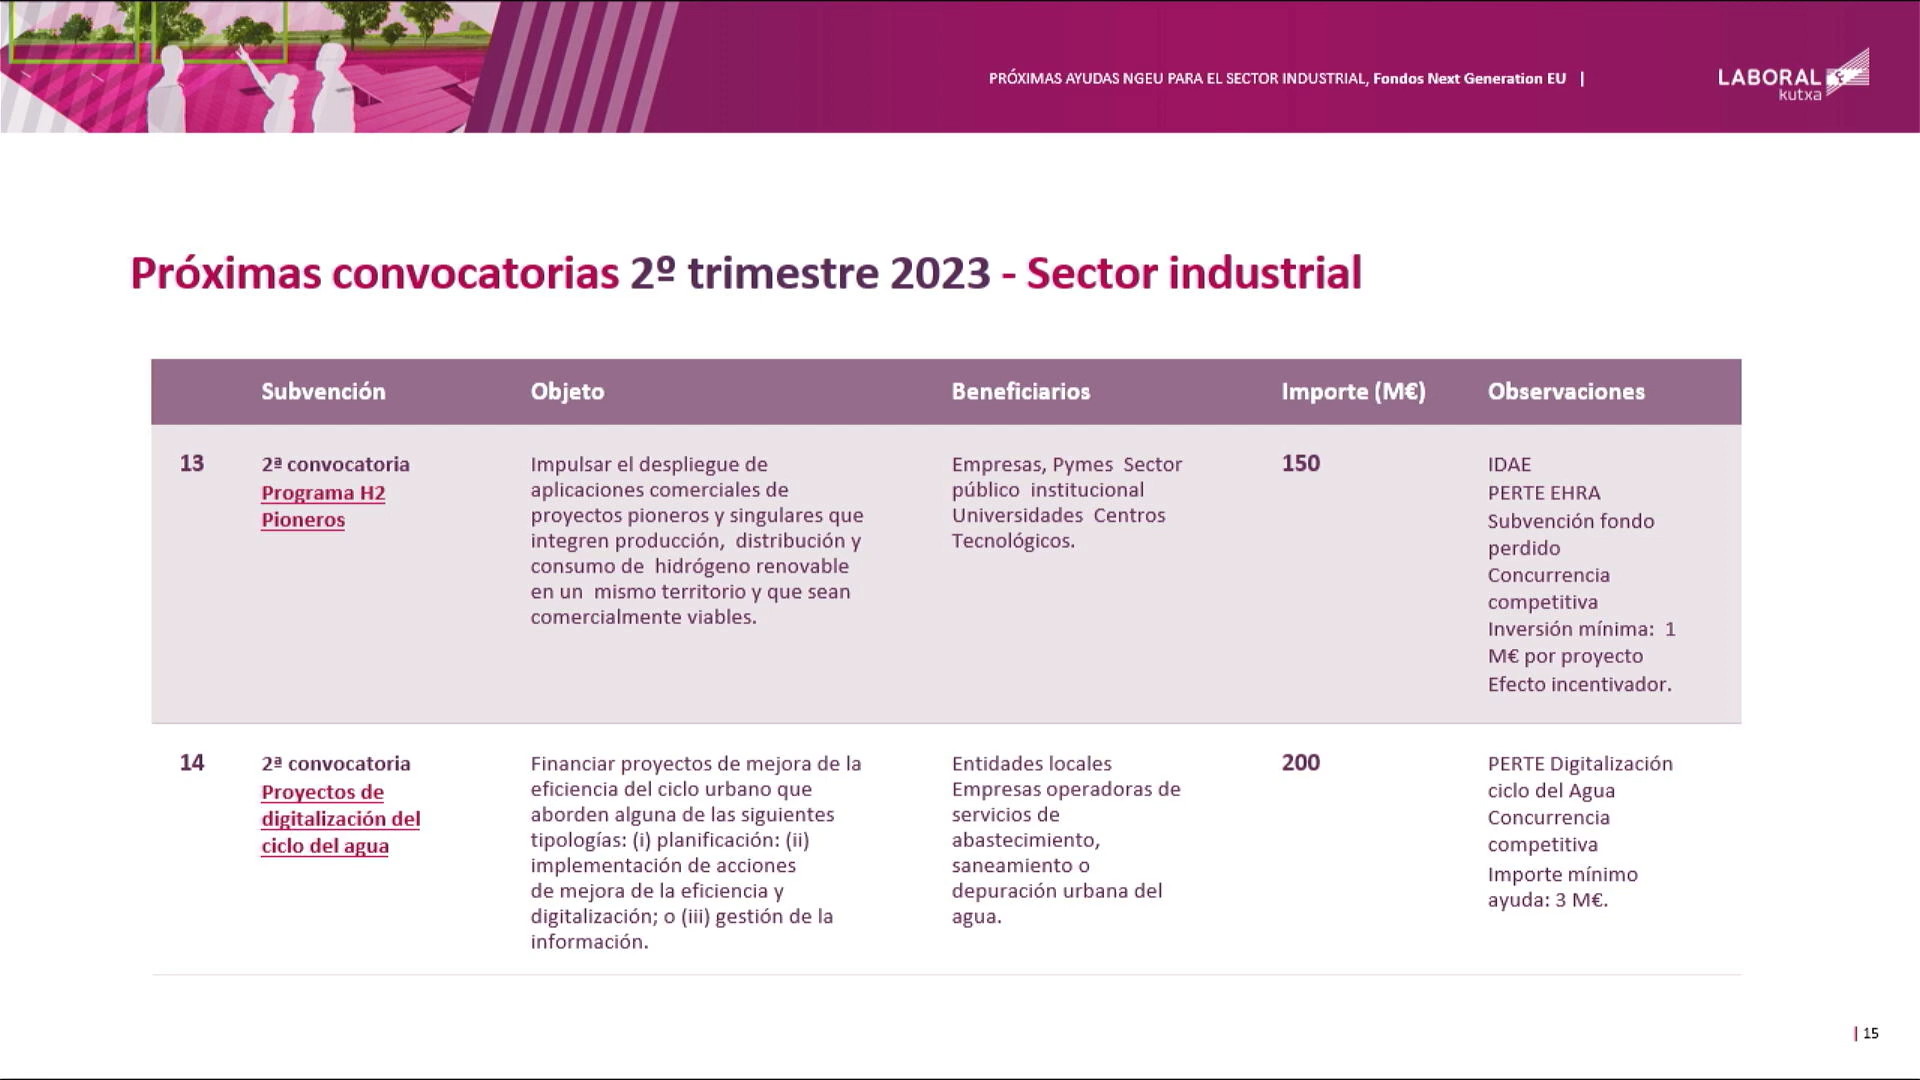 PRÓXIMAS AYUDAS NGEU PARA EL SECTOR INDUSTRIAL, Fondos Next Generation EU |
LABORAL
kutxa
Próximas convocatorias 2º trimestre 2023 - Sector industrial
Subvención Objeto Beneficiarios Importe (M€) Observaciones
13
2ª convocatoria
Programa H2
Pioneros
Impulsar el despliegue de
aplicaciones comerciales de
proyectos pioneros y singulares que
integren producción, distribución y
consumo de hidrógeno renovable
en un mismo territorio y que sean
comercialmente viables.
Empresas, Pymes Sector
público institucional
Universidades Centros
Tecnológicos.
150
IDAE
PERTE EHRA
Subvención fondo
perdido
Concurrencia
competitiva
Inversión mínima: 1
M€ por proyecto
Efecto incentivador.
14
2ª convocatoria
Proyectos de
digitalización del
ciclo del agua
Financiar proyectos de mejora de la
eficiencia del ciclo urbano que
aborden alguna de las siguientes
tipologías: (i) planificación: (ii)
implementación de acciones
de mejora de la eficiencia y
digitalización; o (iii) gestión de la
información.
Entidades locales
Empresas operadoras de
servicios de
abastecimiento,
saneamiento o
depuración urbana del
agua.
200
PERTE Digitalización
ciclo del Agua
Concurrencia
competitiva
Importe mínimo
ayuda: 3 M€.
| 15